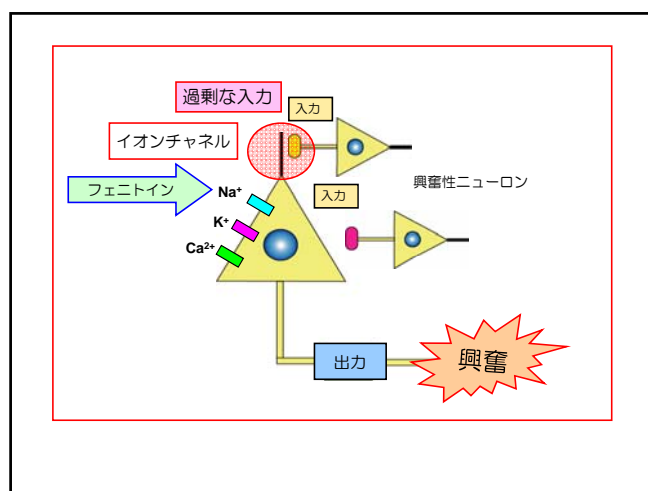 過剰な入力
入力
イオンチャネル
フェニトイン
Na⁺
K⁺
Ca²⁺
入力
興奮性ニューロン
出力
興奮